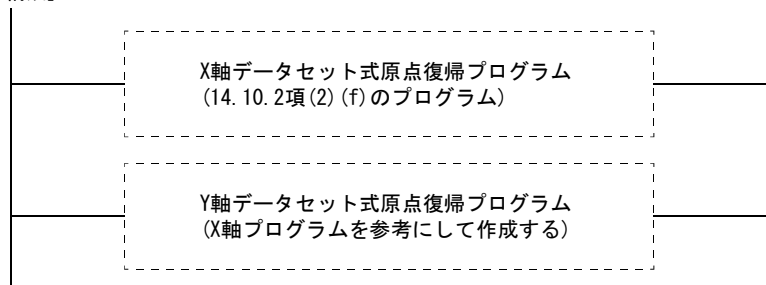 X軸データセット式原点復帰プログラム
(14.10.2項(2)(f)のプログラム)
Y軸データセット式原点復帰プログラム
(X軸プログラムを参考にして作成する)